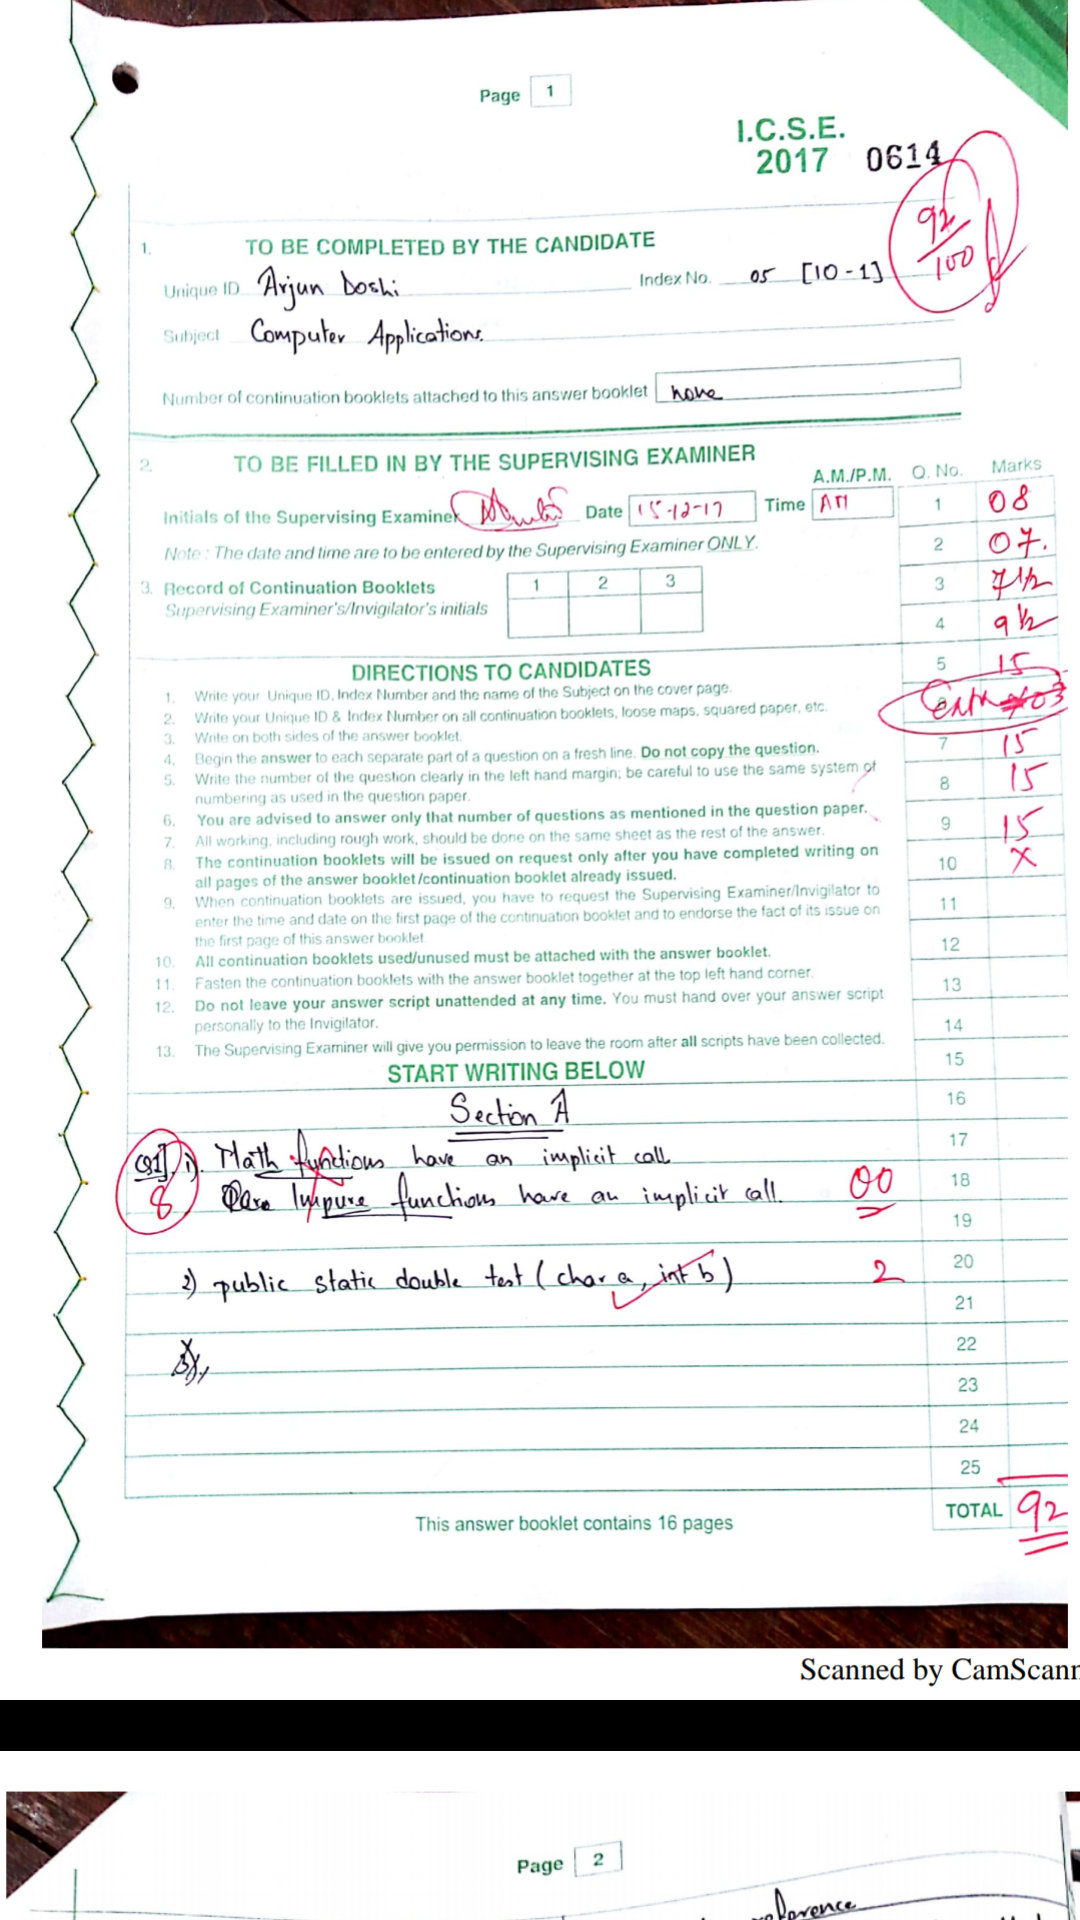 Page 1
I.C.S.E.
2017 0614
92
100
1. TO BE COMPLETED BY THE CANDIDATE
Unique ID Arjun Doshi Index No. 05 [10-1]
Subject Computer Applications.
Number of continuation booklets attached to this answer booklet none
2. TO BE FILLED IN BY THE SUPERVISING EXAMINER
A.M./P.M. Q. No. Marks
Initials of the Supervising Examiner Date 15-12-17 Time AM 1 08
Note : The date and time are to be entered by the Supervising Examiner ONLY. 2 07.
3. Record of Continuation Booklets 1 2 3 3 7 1/2
Supervising Examiner's/Invigilator's initials 4 9 1/2
DIRECTIONS TO CANDIDATES 5 15
1. Write your Unique ID, Index Number and the name of the Subject on the cover page.
2. Write your Unique ID & Index Number on all continuation booklets, loose maps, squared paper, etc. 03
3. Write on both sides of the answer booklet.
4. Begin the answer to each separate part of a question on a fresh line. Do not copy the question. 7 15
5. Write the number of the question clearly in the left hand margin; be careful to use the same system of
numbering as used in the question paper. 8 15
6. You are advised to answer only that number of questions as mentioned in the question paper.
7. All working, including rough work, should be done on the same sheet as the rest of the answer. 9 15
8. The continuation booklets will be issued on request only after you have completed writing on
all pages of the answer booklet/continuation booklet already issued. 10 X
9. When continuation booklets are issued, you have to request the Supervising Examiner/Invigilator to
enter the time and date on the first page of the continuation booklet and to endorse the fact of its issue on 11
the first page of this answer booklet
10. All continuation booklets used/unused must be attached with the answer booklet. 12
11. Fasten the continuation booklets with the answer booklet together at the top left hand corner.
12. Do not leave your answer script unattended at any time. You must hand over your answer script 13
personally to the Invigilator.
13. The Supervising Examiner will give you permission to leave the room after all scripts have been collected. 14
START WRITING BELOW 15
Section A 16
Q1] i). Math functions have an implicit call 17
8 Impure functions have an implicit call. 00 18
19
2) public static double test (char a, int b) 2 20
21
22
23
24
25
This answer booklet contains 16 pages TOTAL 92
Scanned by CamScann
Page 2